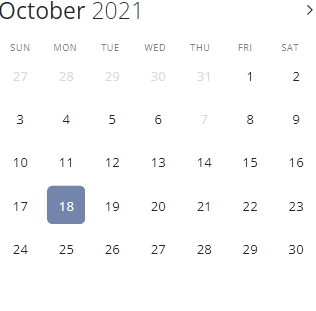 October 2021
SUN MON TUE WED THU FRI SAT
27 28 29 30 31 1 2
3 4 5 6 7 8 9
10 11 12 13 14 15 16
17 18 19 20 21 22 23
24 25 26 27 28 29 30